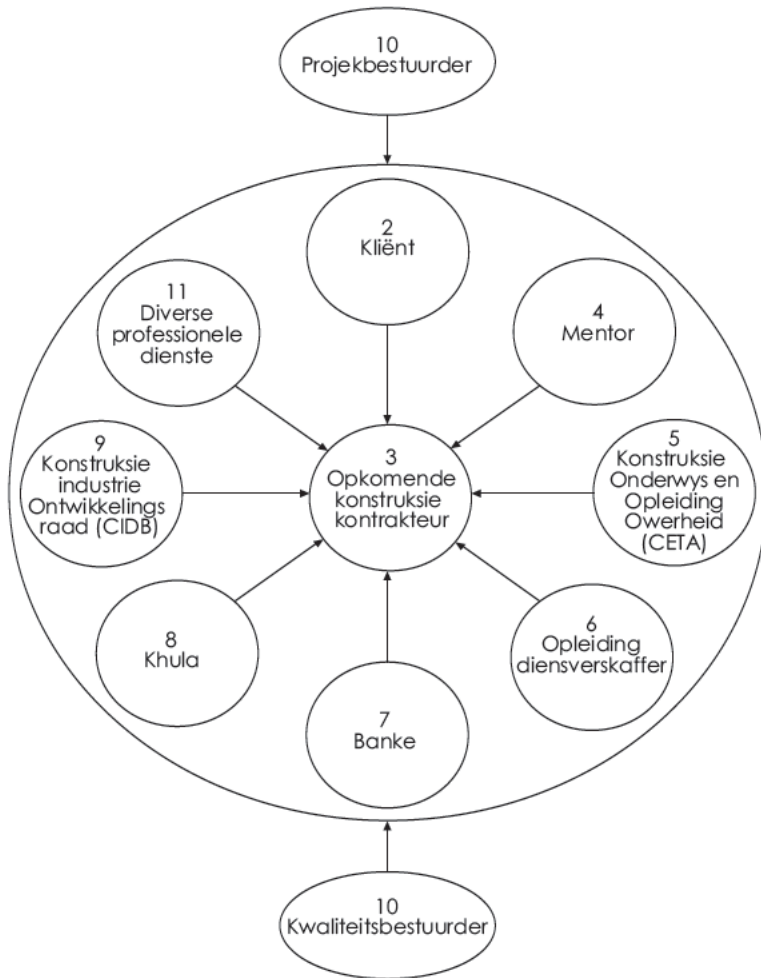 10
Projekbestuurder
2
Kliënt
11
Diverse
professionele
dienste
4
Mentor
9
Konstruksie
industrie
Ontwikkelings
raad (CIDB)
3
Opkomende
konstruksie
kontrakteur
5
Konstruksie
Onderwys en
Opleiding
Owerheid
(CETA)
8
Khula
6
Opleiding
diensverskaffer
7
Banke
10
Kwaliteitsbestuurder